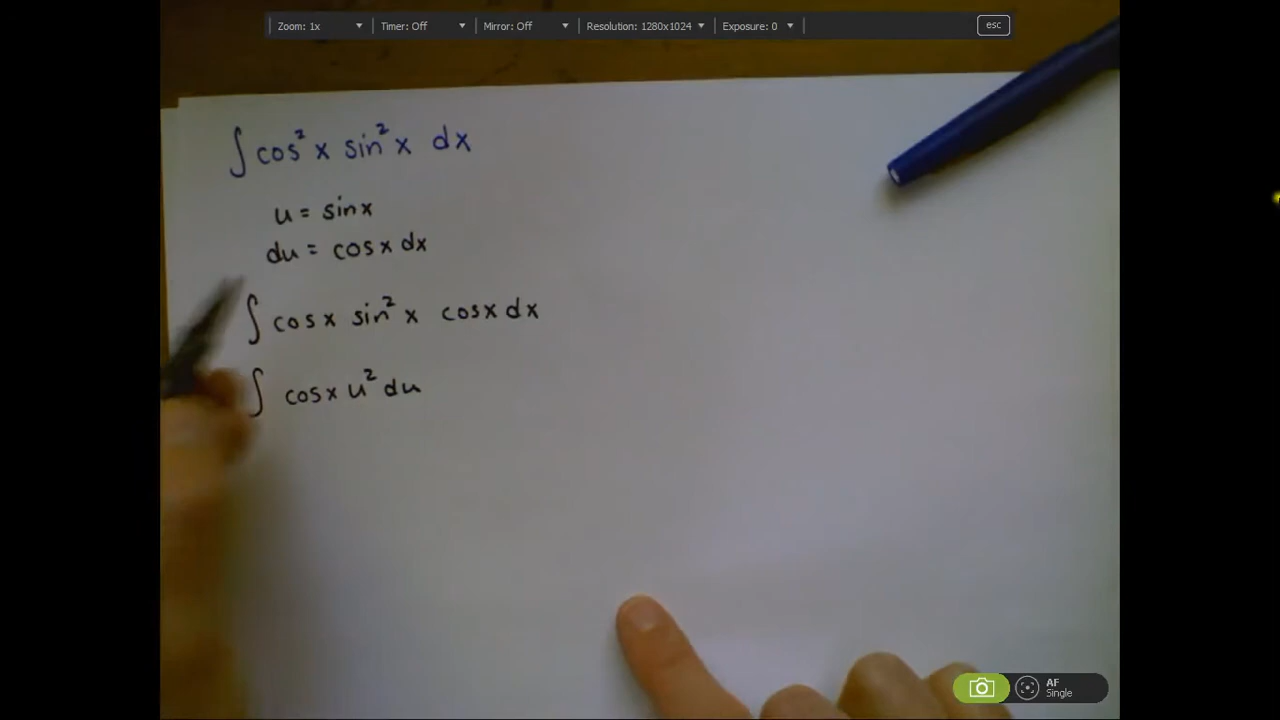 Zoom: 1x Timer: Off Mirror: Off Resolution: 1280x1024 Exposure: 0 esc
∫ cos² x sin² x dx
u = sin x
du = cos x dx
∫ cos x sin² x cos x dx
∫ cos x u² du
AF
Single